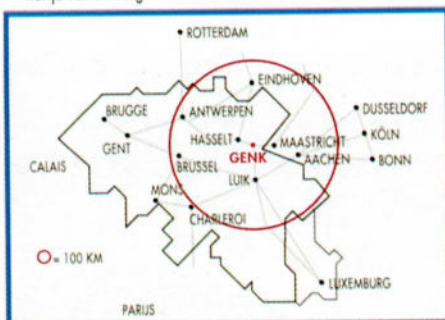 ROTTERDAM
EINDHOVEN
BRUGGE
ANTWERPEN
DUSSELDORF
GENT
HASSELT
MAASTRICHT
KÖLN
GENK
AACHEN
BONN
CALAIS
BRUSSEL
LUIK
MONS
CHARLEROI
= 100 KM
LUXEMBURG
PARIJS